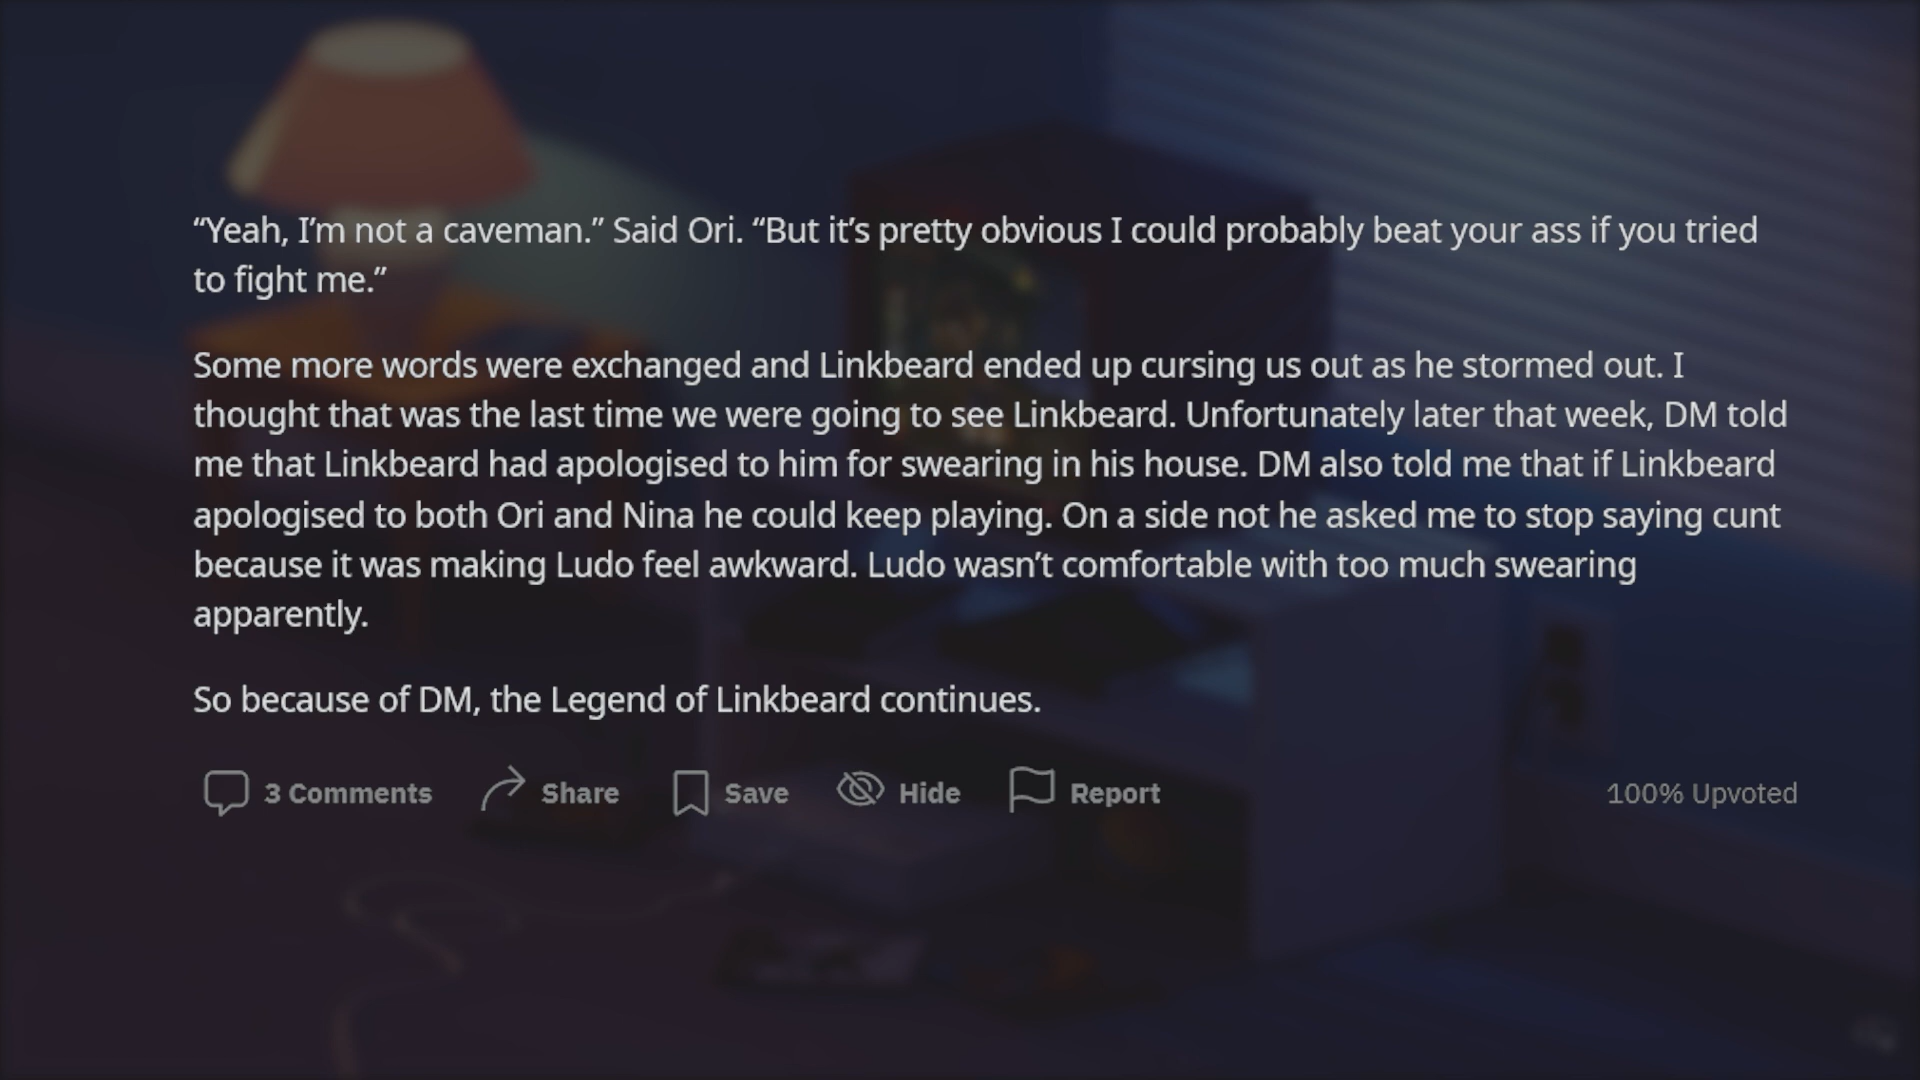 “Yeah, I’m not a caveman.” Said Ori. “But it’s pretty obvious I could probably beat your ass if you tried
to fight me.”
Some more words were exchanged and Linkbeard ended up cursing us out as he stormed out. I
thought that was the last time we were going to see Linkbeard. Unfortunately later that week, DM told
me that Linkbeard had apologised to him for swearing in his house. DM also told me that if Linkbeard
apologised to both Ori and Nina he could keep playing. On a side not he asked me to stop saying cunt
because it was making Ludo feel awkward. Ludo wasn’t comfortable with too much swearing
apparently.
So because of DM, the Legend of Linkbeard continues.
3 Comments Share Save Hide Report 100% Upvoted